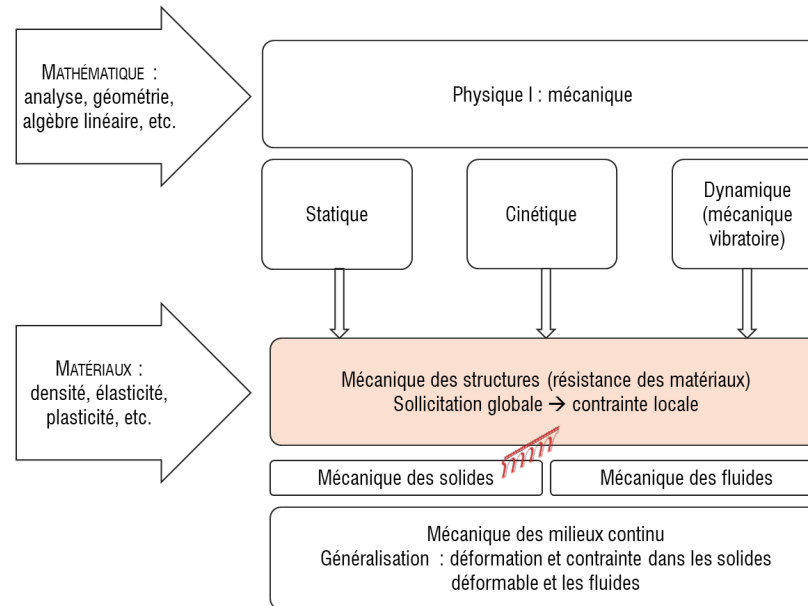 MATHÉMATIQUE :
analyse, géométrie,
algèbre linéaire, etc.
Physique I : mécanique
Statique
Cinétique
Dynamique
(mécanique
vibratoire)
MATÉRIAUX :
densité, élasticité,
plasticité, etc.
Mécanique des structures (résistance des matériaux)
Sollicitation globale → contrainte locale
Mécanique des solides
Mécanique des fluides
Mécanique des milieux continu
Généralisation : déformation et contrainte dans les solides
déformable et les fluides